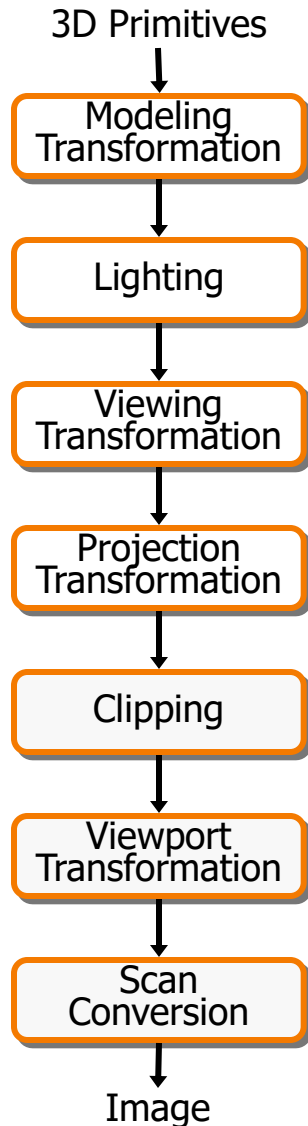 3D Primitives
Modeling
Transformation
Lighting
Viewing
Transformation
Projection
Transformation
Clipping
Viewport
Transformation
Scan
Conversion
Image